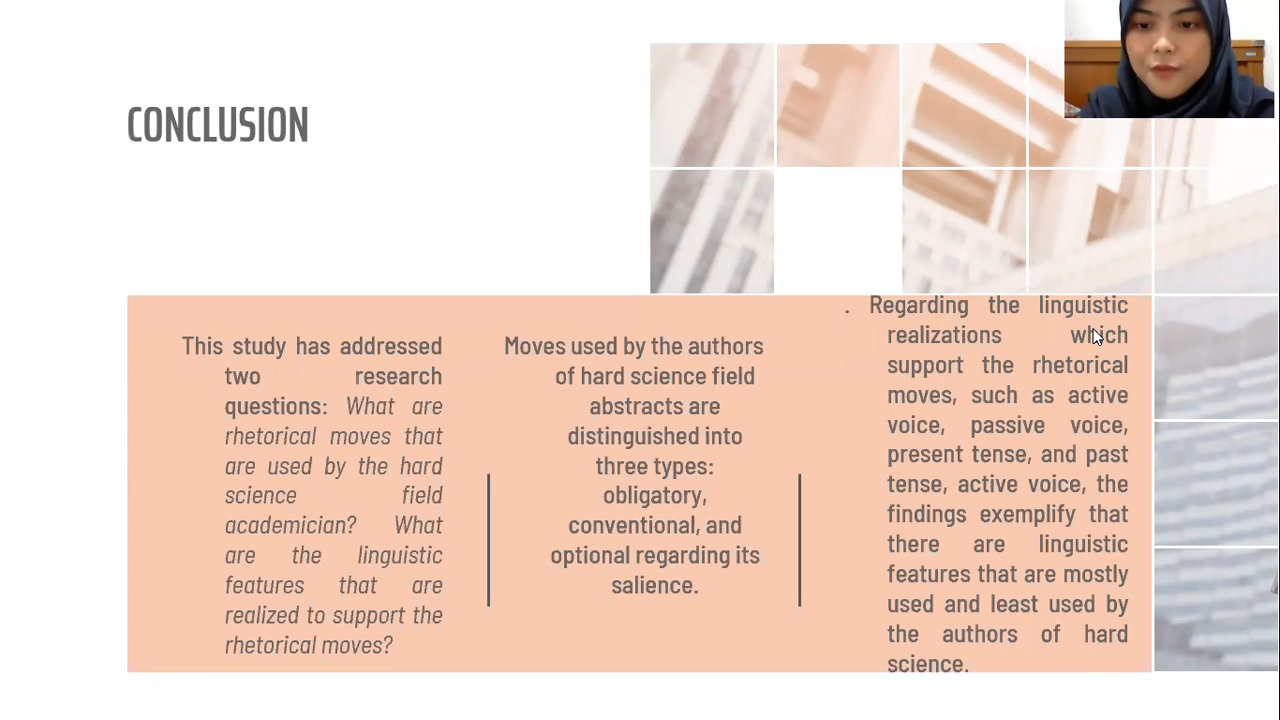 CONCLUSION
This study has addressed
two research
questions: What are
rhetorical moves that
are used by the hard
science field
academician? What
are the linguistic
features that are
realized to support the
rhetorical moves?
Moves used by the authors
of hard science field
abstracts are
distinguished into
three types:
obligatory,
conventional, and
optional regarding its
salience.
. Regarding the linguistic
realizations which
support the rhetorical
moves, such as active
voice, passive voice,
present tense, and past
tense, active voice, the
findings exemplify that
there are linguistic
features that are mostly
used and least used by
the authors of hard
science.